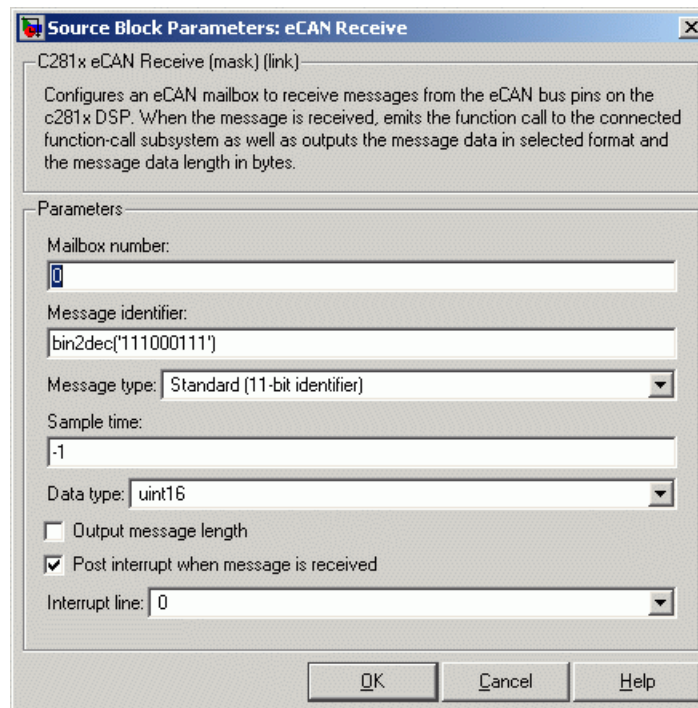 Source Block Parameters: eCAN Receive
C281x eCAN Receive (mask) (link)
Configures an eCAN mailbox to receive messages from the eCAN bus pins on the
c281x DSP. When the message is received, emits the function call to the connected
function-call subsystem as well as outputs the message data in selected format and
the message data length in bytes.
Parameters
Mailbox number:
0
Message identifier:
bin2dec('111000111')
Message type: Standard (11-bit identifier)
Sample time:
-1
Data type: uint16
Output message length
Post interrupt when message is received
Interrupt line: 0
OK Cancel Help